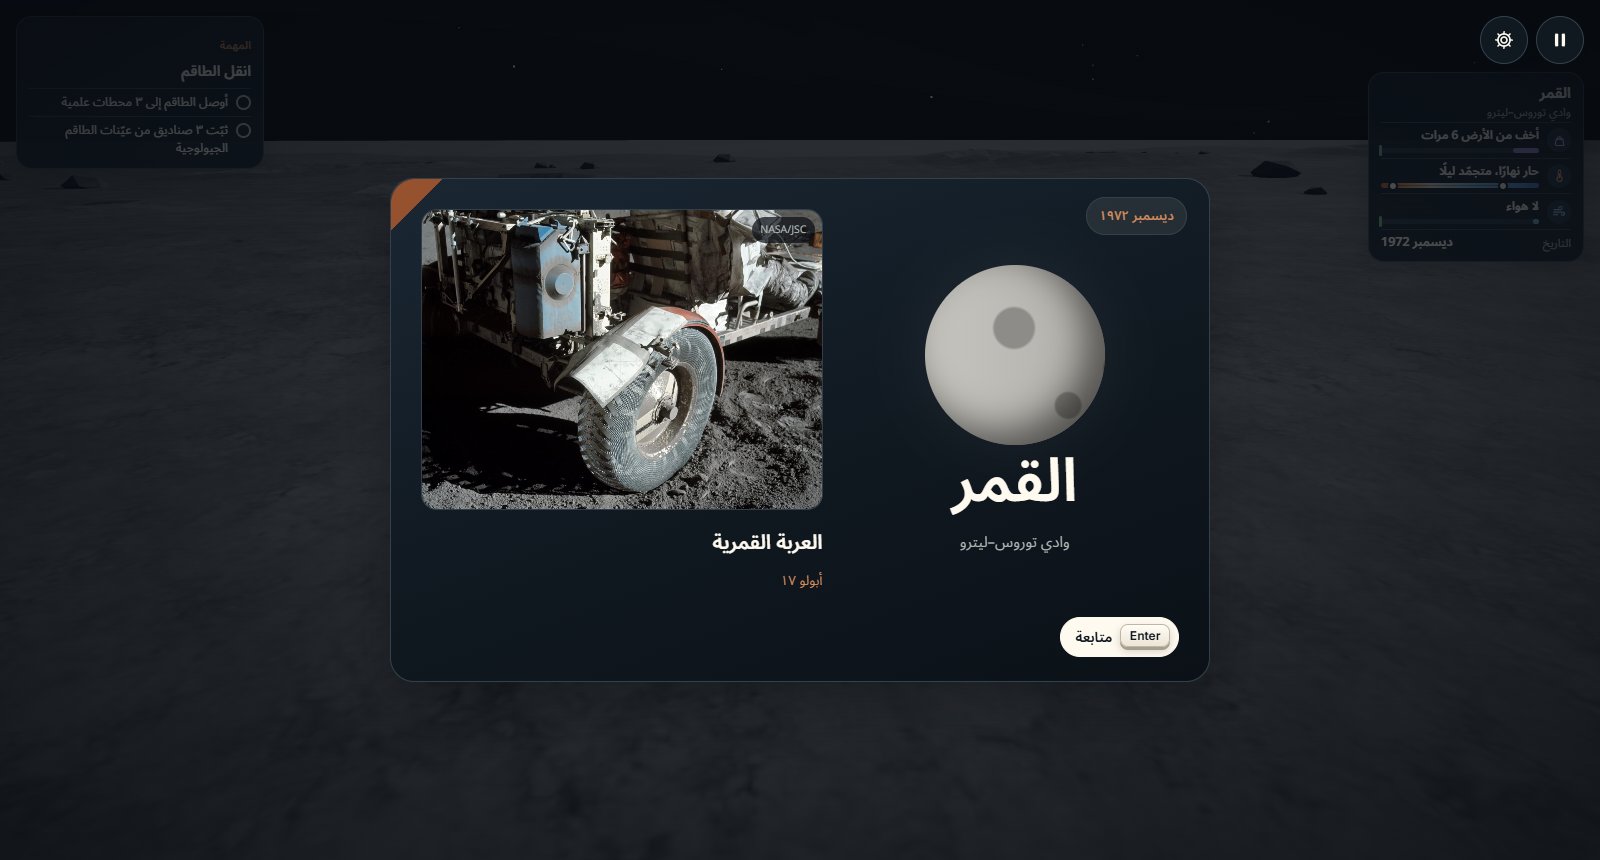 المهمة
انقل الطاقم
أوصل الطاقم إلى ٣ محطات علمية
ثبّت ٣ صناديق من عيّنات الطاقم
الجيولوجية
القمر
وادي توروس–ليترو
أخف من الأرض 6 مرات
حار نهارًا، متجمّد ليلًا
لا هواء
التاريخ
ديسمبر 1972
ديسمبر ١٩٧٢
القمر
وادي توروس–ليترو
NASA/JSC
العربة القمرية
أبولو ١٧
Enter متابعة